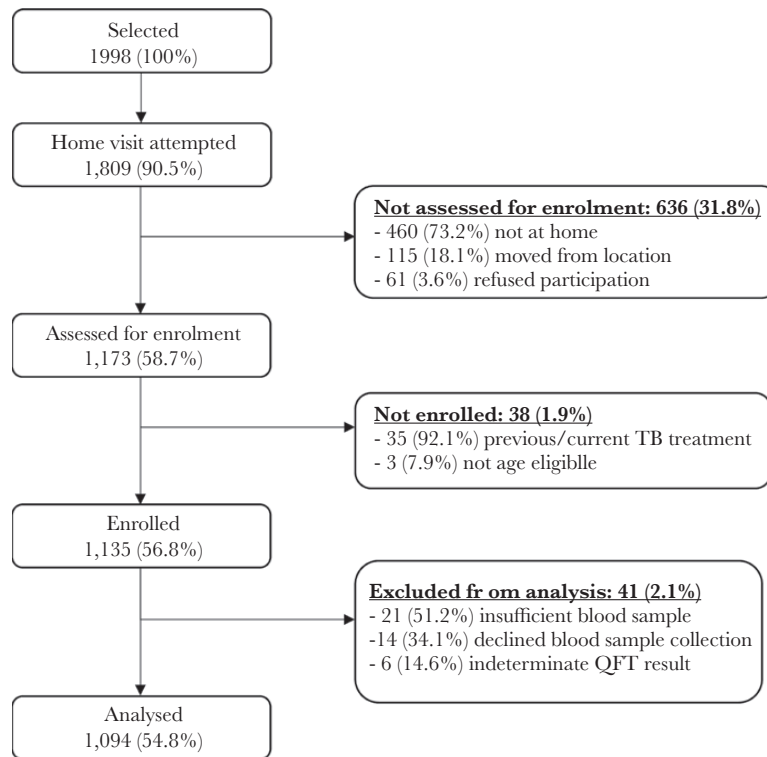 Selected
1998 (100%)
Home visit attempted
1,809 (90.5%)
Not assessed for enrolment: 636 (31.8%)
- 460 (73.2%) not at home
- 115 (18.1%) moved from location
- 61 (3.6%) refused participation
Assessed for enrolment
1,173 (58.7%)
Not enrolled: 38 (1.9%)
- 35 (92.1%) previous/current TB treatment
- 3 (7.9%) not age eligiblle
Enrolled
1,135 (56.8%)
Excluded fr om analysis: 41 (2.1%)
- 21 (51.2%) insufficient blood sample
-14 (34.1%) declined blood sample collection
- 6 (14.6%) indeterminate QFT result
Analysed
1,094 (54.8%)